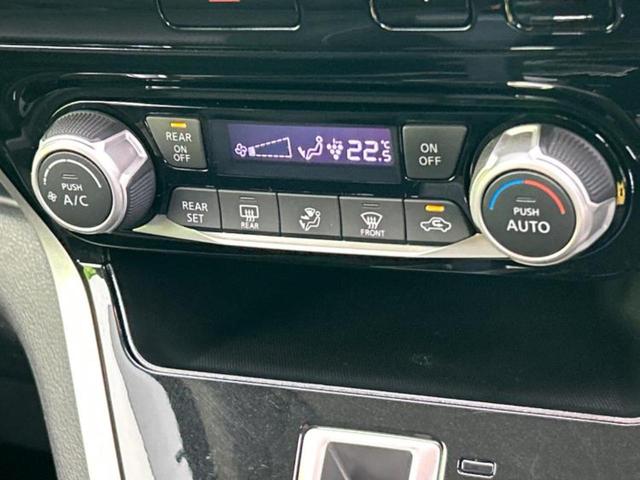 REAR
ON
OFF
22.5
°C
ON
OFF
PUSH
A/C
REAR
SET
REAR
FRONT
PUSH
AUTO